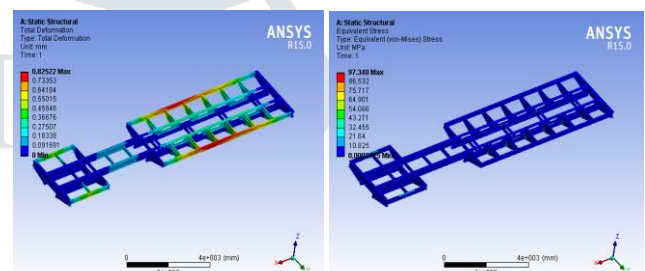 A: Static Structural
Total Deformation
Type: Total Deformation
Unit: mm
Time: 1
0.82522 Max
0.73353
0.64184
0.55015
0.45846
0.36676
0.27507
0.18338
0.091691
0 Min
ANSYS
R15.0
0
4e+003 (mm)
Z
X
Y
A: Static Structural
Equivalent Stress
Type: Equivalent (von-Mises) Stress
Unit: MPa
Time: 1
97.348 Max
86.532
75.717
64.901
54.086
43.271
32.455
21.64
10.825
Min
ANSYS
R15.0
0
4e+003 (mm)
Z
X
Y